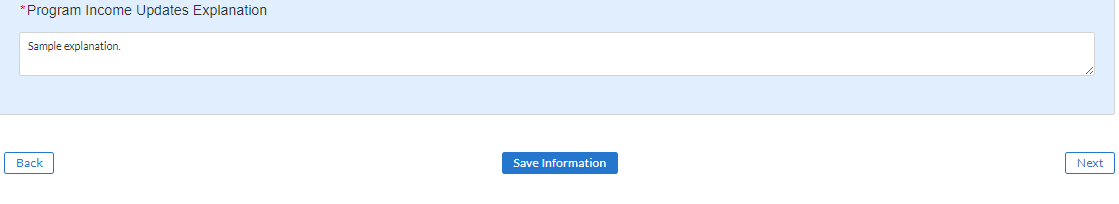 *Program Income Updates Explanation
Sample explanation.
Back
Save Information
Next